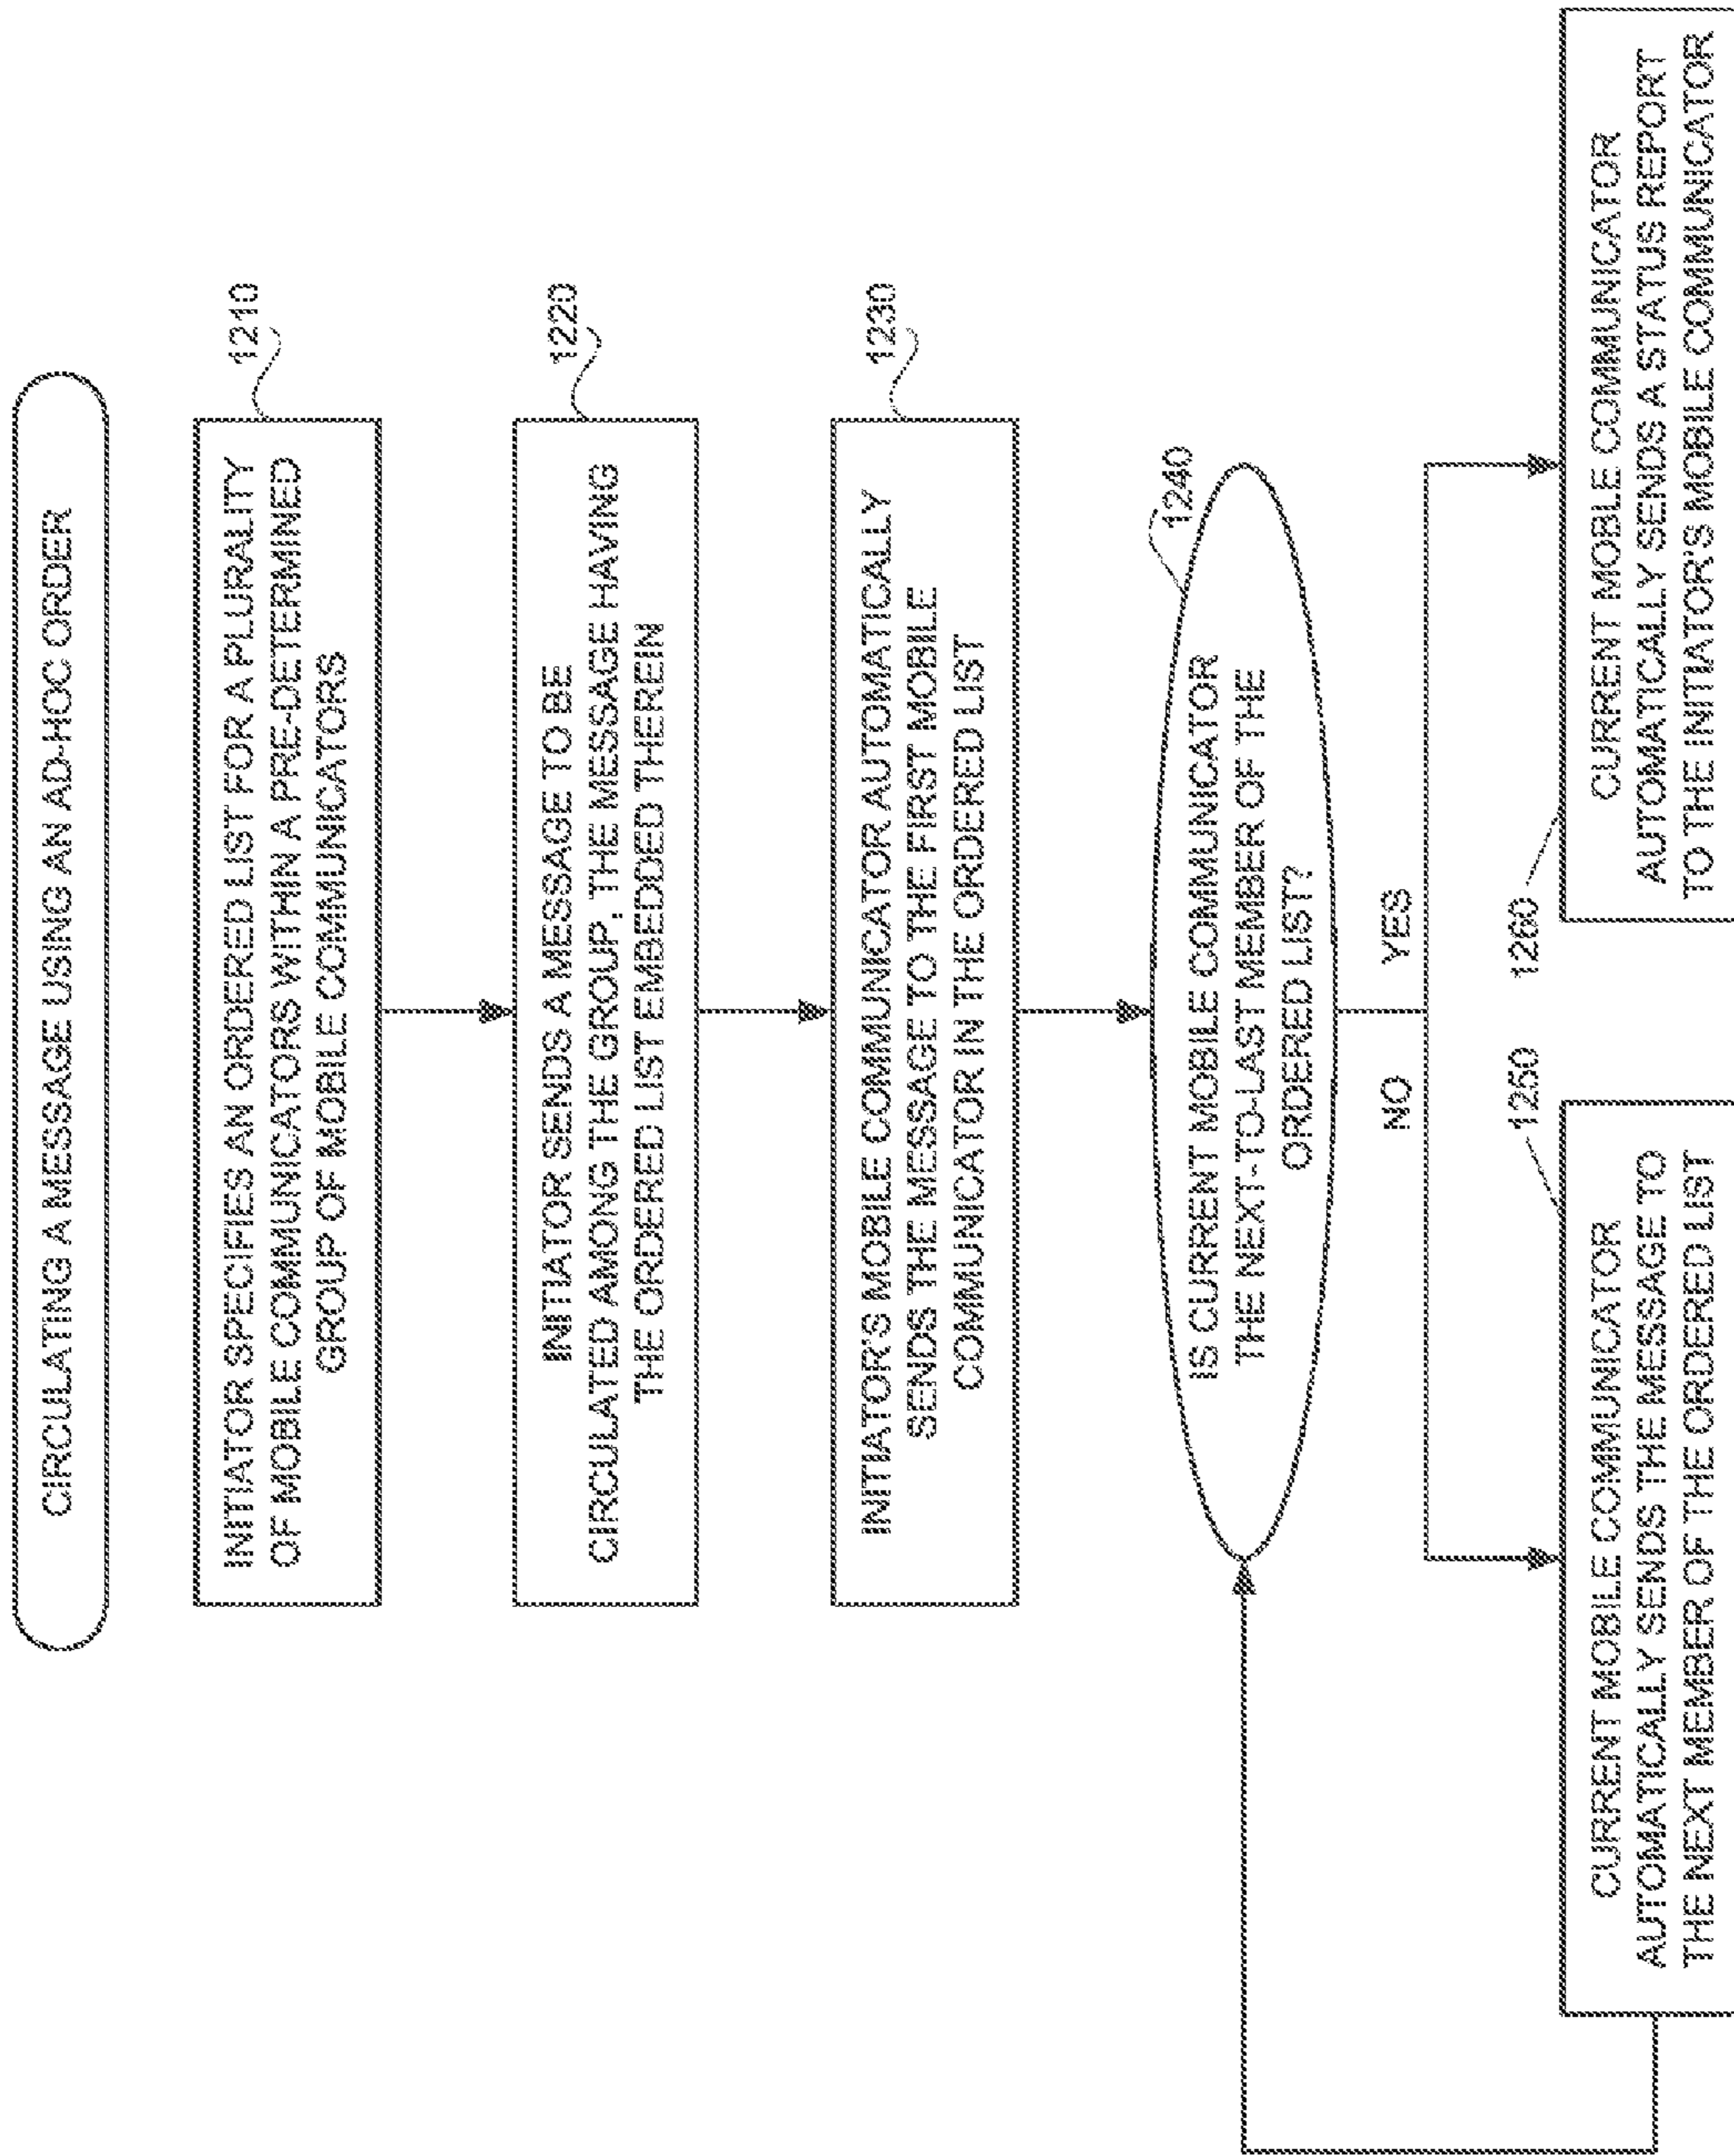 CIRCULATING A MESSAGE USING AN AD-HOC ORDER
1210
INITIATOR SPECIFIES AN ORDERED LIST FOR A PLURALITY
OF MOBILE COMMUNICATORS WITHIN A PRE-DETERMINED
GROUP OF MOBILE COMMUNICATORS
1220
INITIATOR SENDS A MESSAGE TO BE
CIRCULATED AMONG THE GROUP, THE MESSAGE HAVING
THE ORDERED LIST EMBEDDED THEREIN
1230
INITIATOR'S MOBILE COMMUNICATOR AUTOMATICALLY
SENDS THE MESSAGE TO THE FIRST MOBILE
COMMUNICATOR IN THE ORDERED LIST
1240
IS CURRENT MOBILE COMMUNICATOR
THE NEXT-TO-LAST MEMBER OF THE
ORDERED LIST?
NO
YES
1250
CURRENT MOBILE COMMUNICATOR
AUTOMATICALLY SENDS THE MESSAGE TO
THE NEXT MEMBER OF THE ORDERED LIST
1260
CURRENT MOBLE COMMUNICATOR
AUTOMATICALLY SENDS A STATUS REPORT
TO THE INITIATOR'S MOBILE COMMUNICATOR